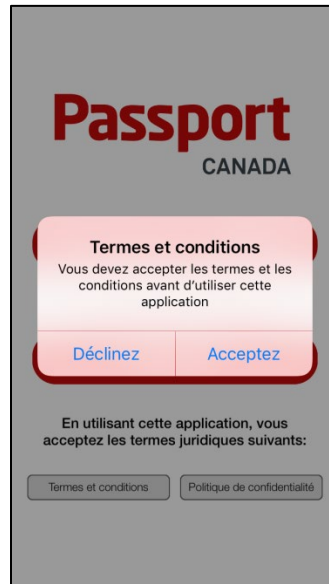 Passport
CANADA
Termes et conditions
Vous devez accepter les termes et les
conditions avant d'utiliser cette
application
Déclinez
Acceptez
En utilisant cette application, vous
acceptez les termes juridiques suivants:
Termes et conditions
Politique de confidentialité